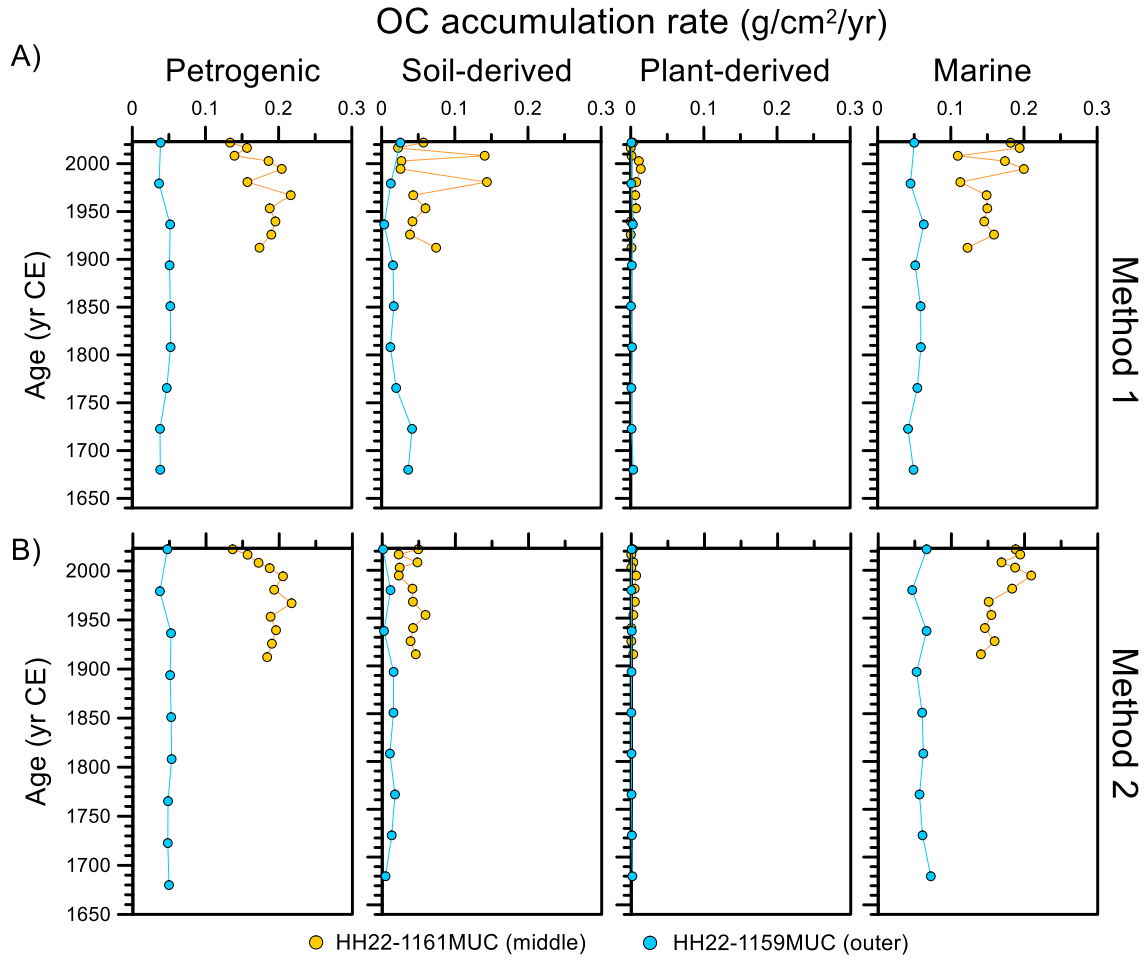 OC accumulation rate (g/cm²/yr)
A)
Petrogenic Soil-derived Plant-derived Marine
0 0.1 0.2 0.3 0 0.1 0.2 0.3 0 0.1 0.2 0.3 0 0.1 0.2 0.3
2000
1950
1900
1850
1800
1750
1700
1650
Age (yr CE)
Method 1
B)
2000
1950
1900
1850
1800
1750
1700
1650
Age (yr CE)
Method 2
HH22-1161MUC (middle) HH22-1159MUC (outer)